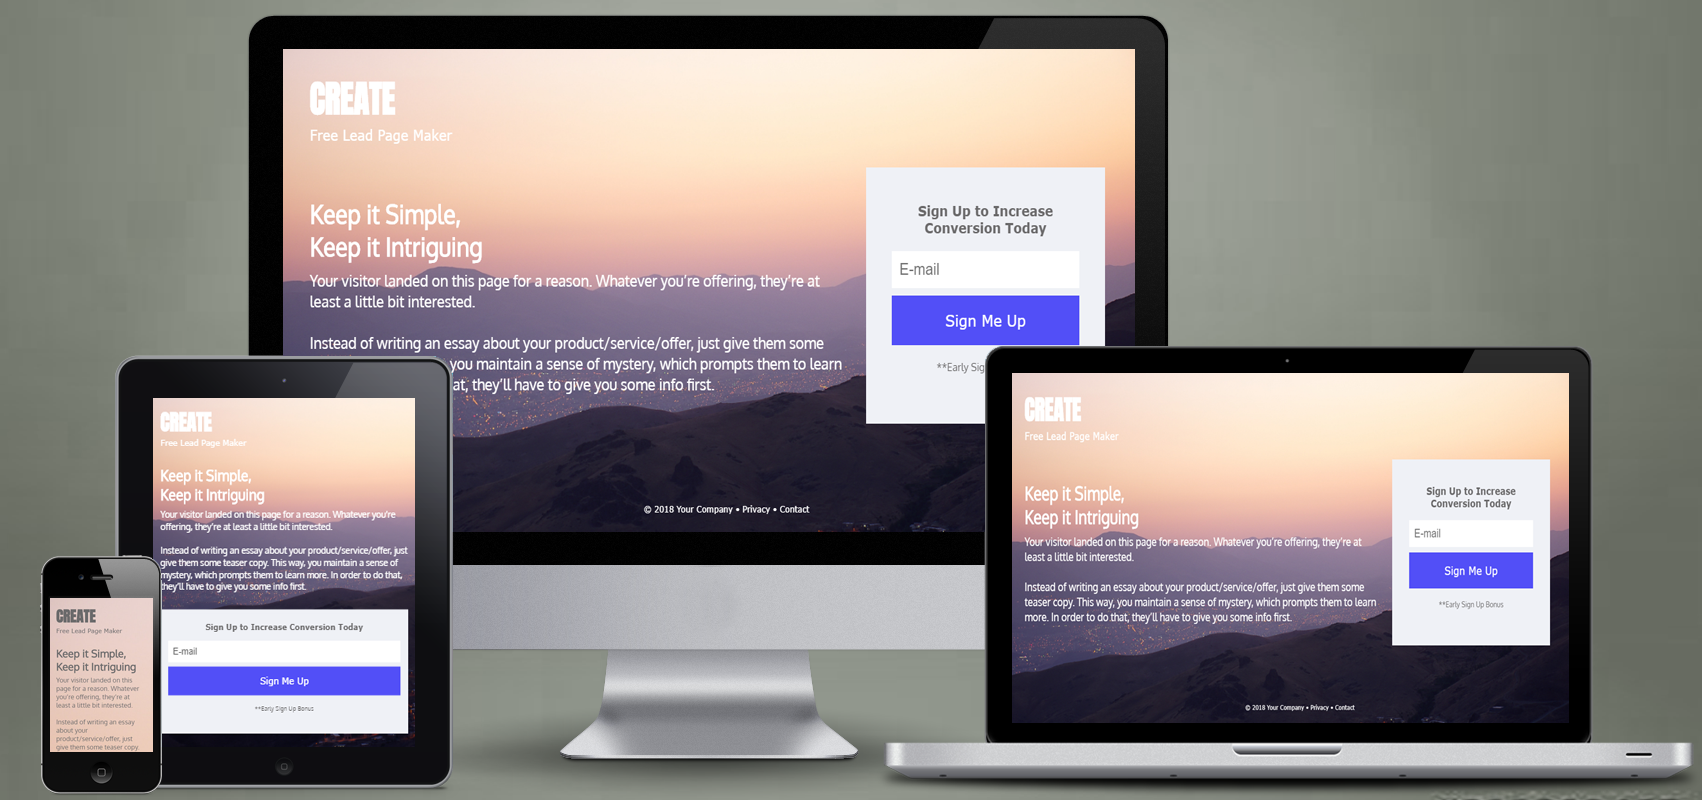 CREATE
Free Lead Page Maker
Keep it Simple,
Keep it Intriguing
Your visitor landed on this page for a reason. Whatever you're offering, they're at
least a little bit interested.
Instead of writing an essay about your product/service/offer, just give them some
you maintain a sense of mystery, which prompts them to learn
at, they'll have to give you some info first.
Sign Up to Increase
Conversion Today
E-mail
Sign Me Up
**Early Sig
© 2018 Your Company • Privacy • Contact
CREATE
Free Lead Page Maker
Keep it Simple,
Keep it Intriguing
Your visitor landed on this page for a reason. Whatever you're
offering, they're at least a little bit interested.
Instead of writing an essay about your product/service/offer, just
give them some teaser copy. This way, you maintain a sense of
mystery, which prompts them to learn more. In order to do that,
they'll have to give you some info first.
Sign Up to Increase Conversion Today
E-mail
Sign Me Up
**Early Sign Up Bonus
CREATE
Free Lead Page Maker
Keep it Simple,
Keep it Intriguing
Your visitor landed on this
page for a reason. Whatever
you're offering, they're at
least a little bit interested.
Instead of writing an essay
about your
product/service/offer, just
give them some teaser copy.
CREATE
Free Lead Page Maker
Keep it Simple,
Keep it Intriguing
Your visitor landed on this page for a reason. Whatever you're offering, they're at
least a little bit interested.
Instead of writing an essay about your product/service/offer, just give them some
teaser copy. This way, you maintain a sense of mystery, which prompts them to learn
more. In order to do that, they'll have to give you some info first.
Sign Up to Increase
Conversion Today
E-mail
Sign Me Up
**Early Sign Up Bonus
© 2018 Your Company • Privacy • Contact